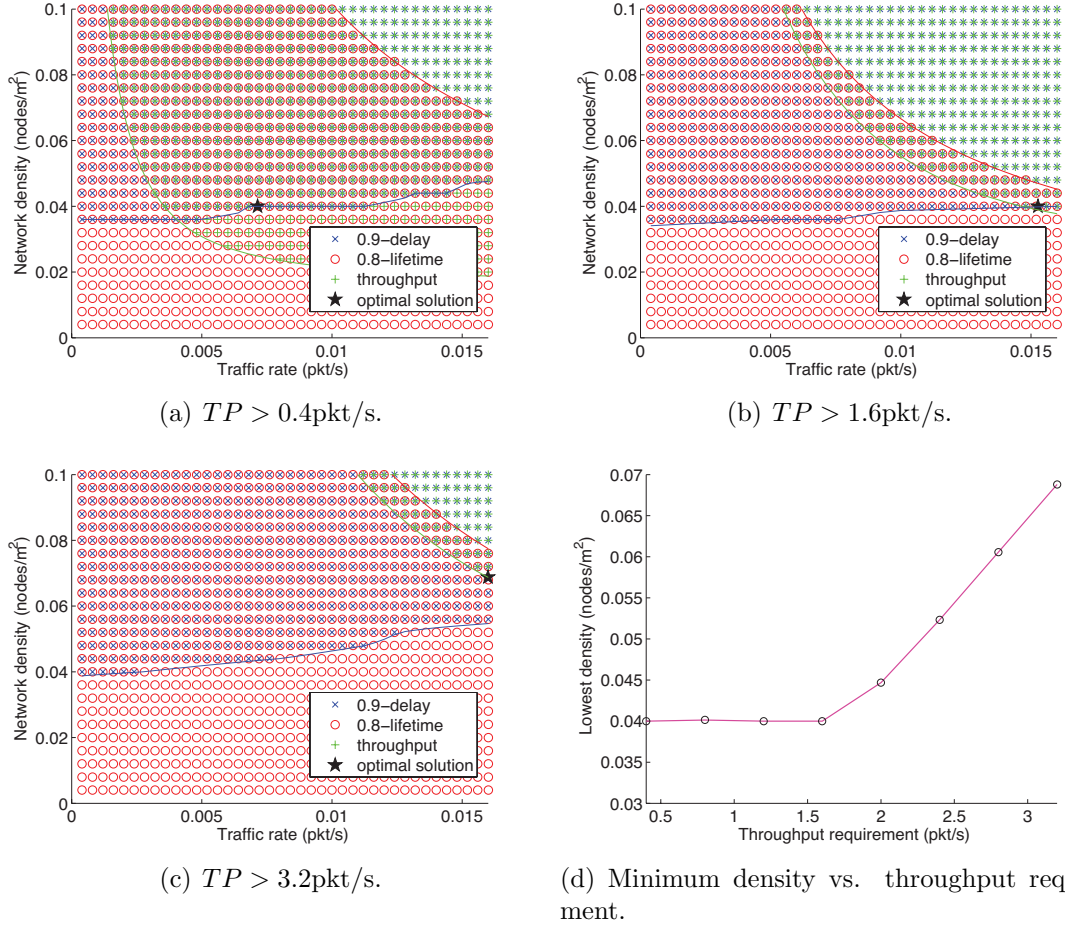 0.1
0.08
0.06
0.04
0.02
0
Network density (nodes/m²)
0 0.005 0.01 0.015
Traffic rate (pkt/s)
0.9−delay
0.8−lifetime
throughput
optimal solution
(a) TP > 0.4pkt/s.
0.1
0.08
0.06
0.04
0.02
0
Network density (nodes/m²)
0 0.005 0.01 0.015
Traffic rate (pkt/s)
0.9−delay
0.8−lifetime
throughput
optimal solution
(b) TP > 1.6pkt/s.
0.1
0.08
0.06
0.04
0.02
0
Network density (nodes/m²)
0 0.005 0.01 0.015
Traffic rate (pkt/s)
0.9−delay
0.8−lifetime
throughput
optimal solution
(c) TP > 3.2pkt/s.
0.07
0.065
0.06
0.055
0.05
0.045
0.04
0.035
0.03
Lowest density (nodes/m²)
0.5 1 1.5 2 2.5 3
Throughput requirement (pkt/s)
(d) Minimum density vs. throughput req
ment.